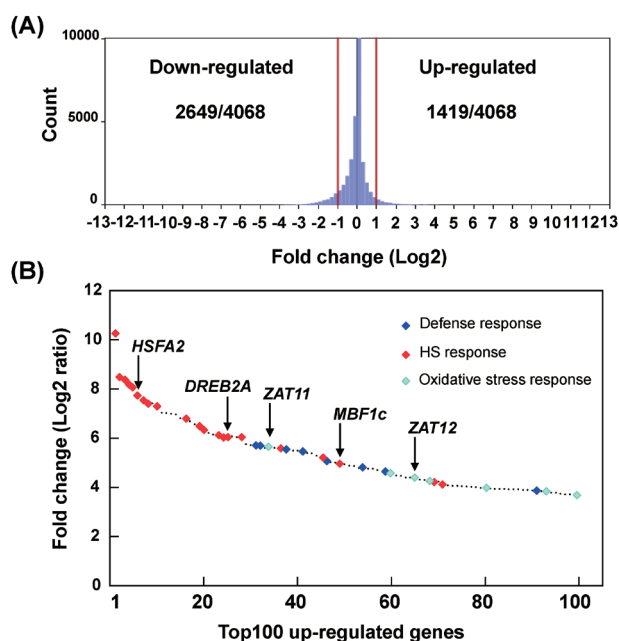 (A)
10000
5000
0
Count
Down-regulated
2649/4068
Up-regulated
1419/4068
-13-12-11-10 -9 -8 -7 -6 -5 -4 -3 -2 -1 0 1 2 3 4 5 6 7 8 9 10 11 1213
Fold change (Log2)
(B)
12
10
8
6
4
2
0
Fold change (Log2 ratio)
Defense response
HS response
Oxidative stress response
HSFA2
DREB2A
ZAT11
MBF1c
ZAT12
1 20 40 60 80 100
Top100 up-regulated genes